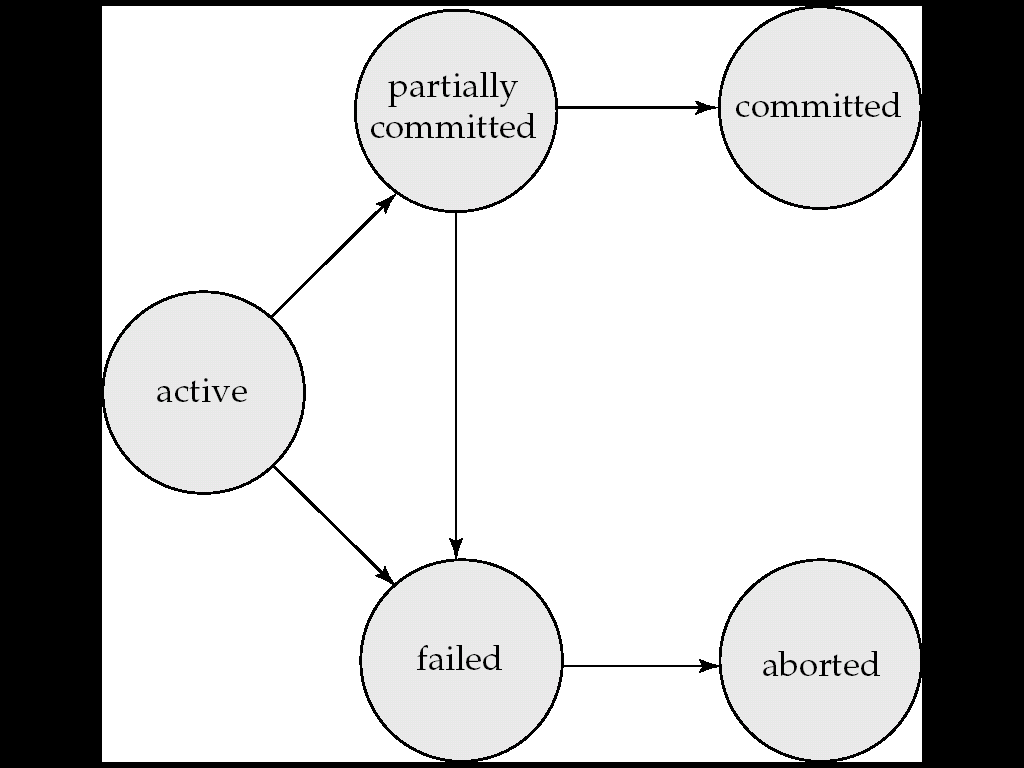 partially
committed
committed
active
failed
aborted